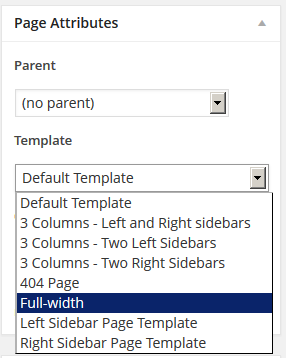 Page Attributes
Parent
(no parent)
Template
Default Template
Default Template
3 Columns - Left and Right sidebars
3 Columns - Two Left Sidebars
3 Columns - Two Right Sidebars
404 Page
Full-width
Left Sidebar Page Template
Right Sidebar Page Template